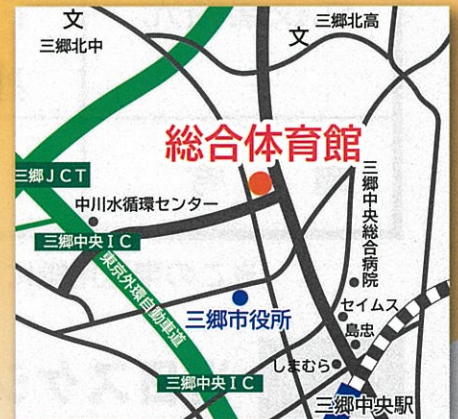 文
三郷北中
文
三郷北高
総合体育館
三郷JCT
中川水循環センター
三郷中央総合病院
三郷中央IC
東京外環自動車道
セイムス
三郷市役所
島忠
しまむら
三郷中央IC
三郷中央駅